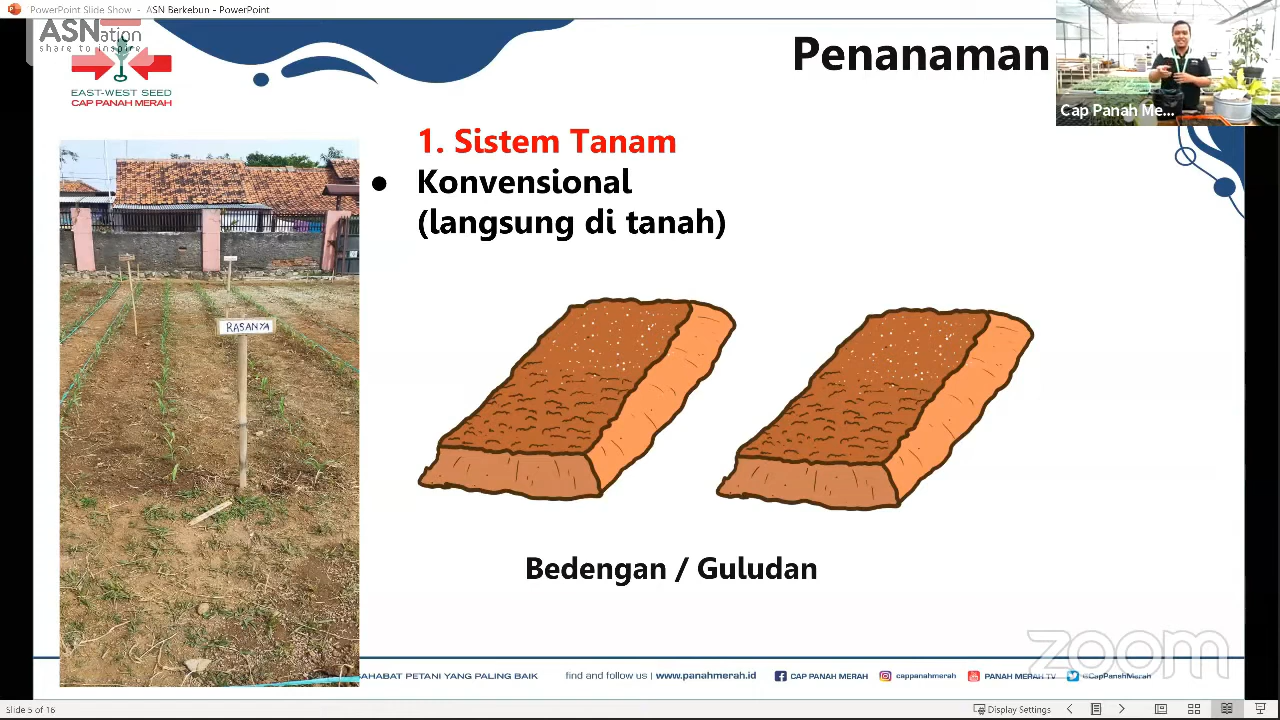 PowerPoint Slide Show - ASN Berkebun - PowerPoint
ASNation
share to inspire
EAST-WEST SEED
CAP PANAH MERAH
Penanaman
Cap Panah Me...
1. Sistem Tanam
● Konvensional
(langsung di tanah)
RASANYA
Bedengan / Guludan
zoom
SAHABAT PETANI YANG PALING BAIK
find and follow us | www.panahmerah.id
CAP PANAH MERAH
cappanahmerah
PANAH MERAH TV
@CapPanahMerah
Slide 5 of 16
Display Settings